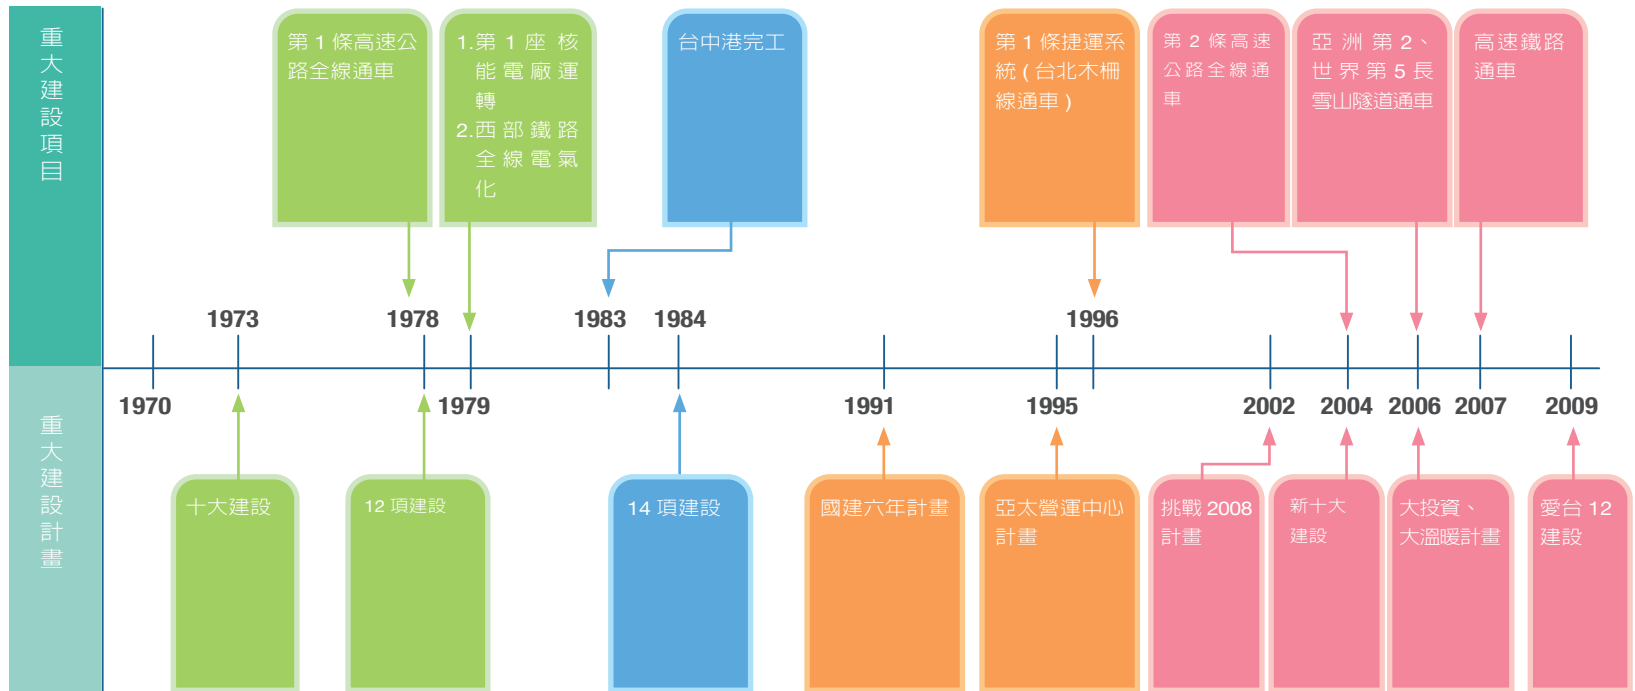 重大建設項目
第 1 條高速公
路全線通車
1.第 1 座 核
能電廠運
轉
2.西部鐵路
全線電氣
化
台中港完工
第 1 條捷運系
統 ( 台北木柵
線通車 )
第 2 條高速
公路全線通
車
亞洲第 2、
世界第 5 長
雪山隧道通車
高速鐵路
通車
1973
1978
1983
1984
1996
1970
1979
1991
1995
2002
2004
2006
2007
2009
重大建設計畫
十大建設
12 項建設
14 項建設
國建六年計畫
亞太營運中心
計畫
挑戰 2008
計畫
新十大
建設
大投資、
大溫暖計畫
愛台 12
建設